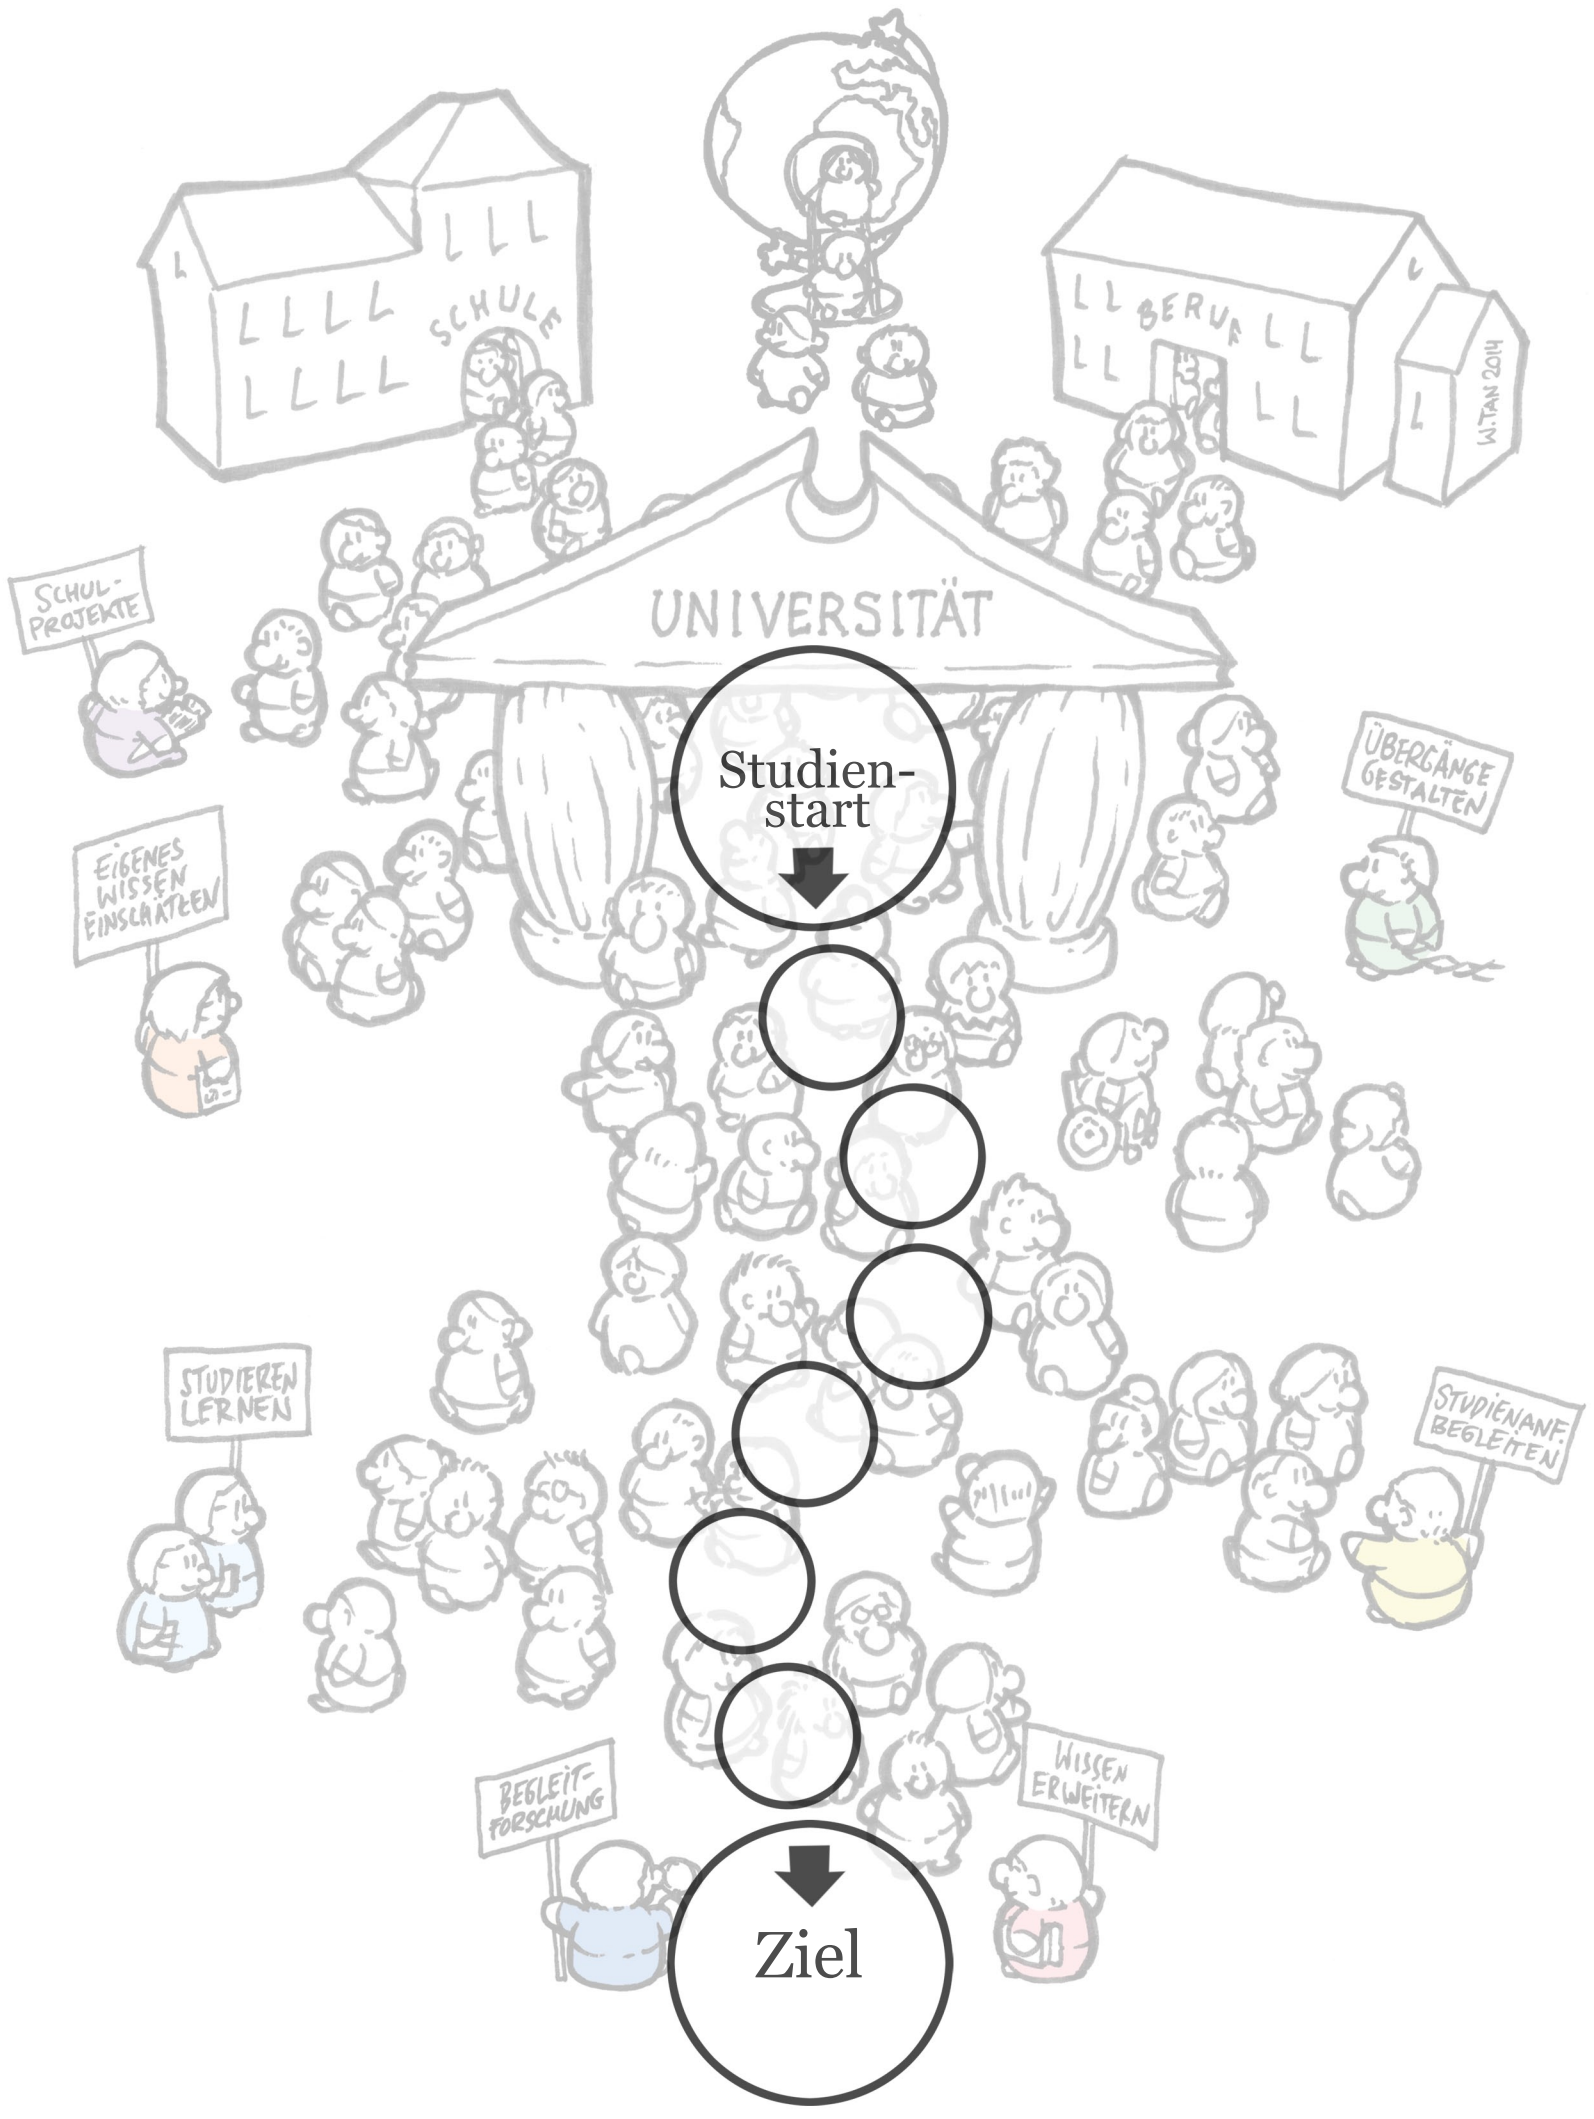 SCHULE
BERUF
W.TAN 2014
SCHUL-
PROJEKTE
UNIVERSITÄT
Studien-
start
ÜBERGÄNGE
GESTALTEN
EIGENES
WISSEN
EINSCHÄTZEN
STUDIEREN
LERNEN
STUDIENANF.
BEGLEITEN
BEGLEIT-
FORSCHUNG
WISSEN
ERWEITERN
Ziel